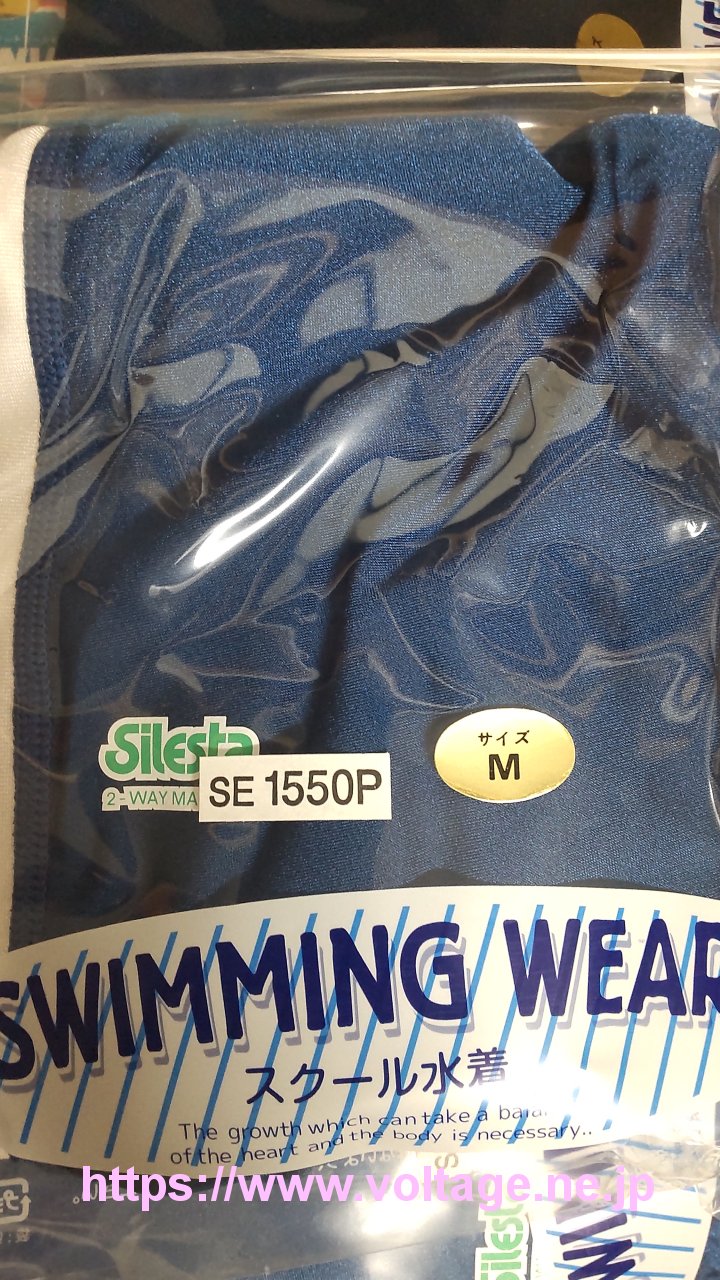 Silesta
2-WAY MA
SE 1550P
サイズ
M
SWIMMING WEAR
スクール水着
The growth which can take a bala
of the heart and the body is necessary..
https://www.voltage.ne.jp
Silest